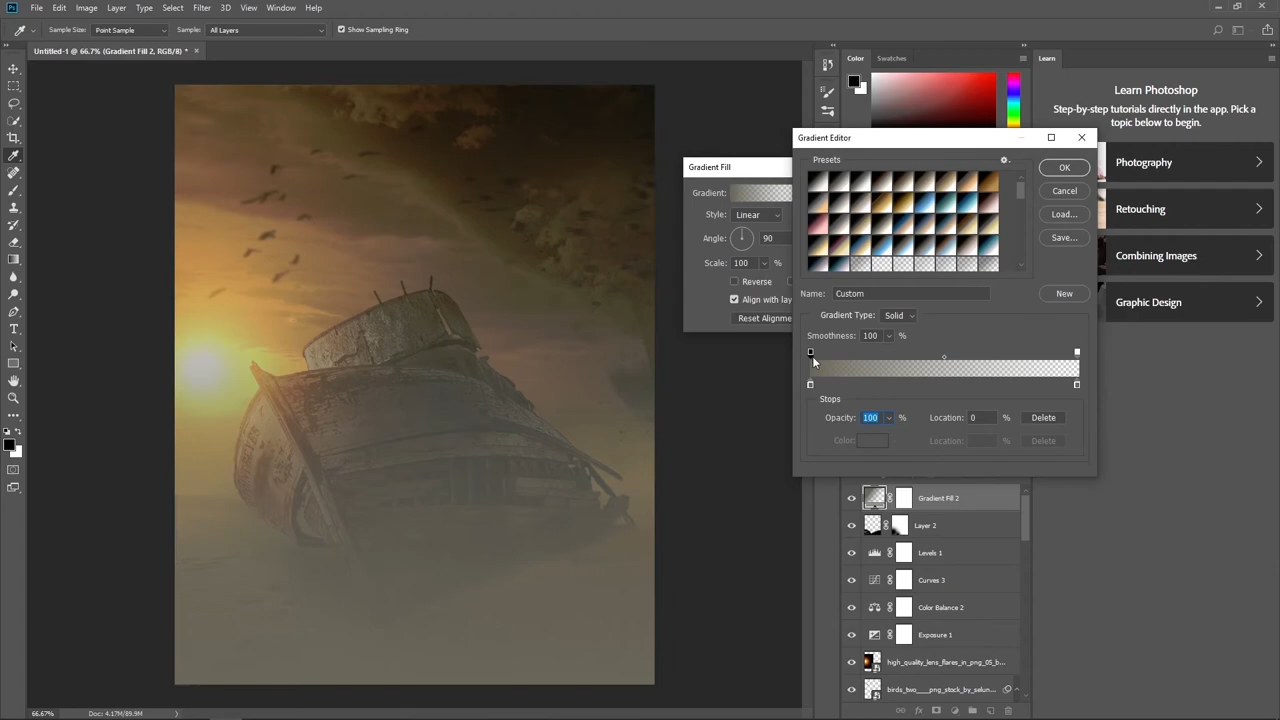 Ps File Edit Image Layer Type Select Filter 3D View Window Help
Sample Size: Point Sample Sample: All Layers Show Sampling Ring
Untitled-1 @ 66.7% (Gradient Fill 2, RGB/8) *
Color Swatches
Learn
Learn Photoshop
Step-by-step tutorials directly in the app. Pick a
topic below to begin.
Photography
Retouching
Combining Images
Graphic Design
Gradient Fill
Gradient:
Style: Linear
Angle: 90
Scale: 100 %
Reverse
Align with lay
Reset Alignme
Gradient Editor
Presets
OK
Cancel
Load...
Save...
Name: Custom
New
Gradient Type: Solid
Smoothness: 100 %
Stops
Opacity: 100 % Location: 0 % Delete
Color: Location: % Delete
Gradient Fill 2
Layer 2
Levels 1
Curves 3
Color Balance 2
Exposure 1
high_quality_lens_flares_in_png_05_b...
birds_two____png_stock_by_selun...
66.67% Doc: 4.17M/89.9M